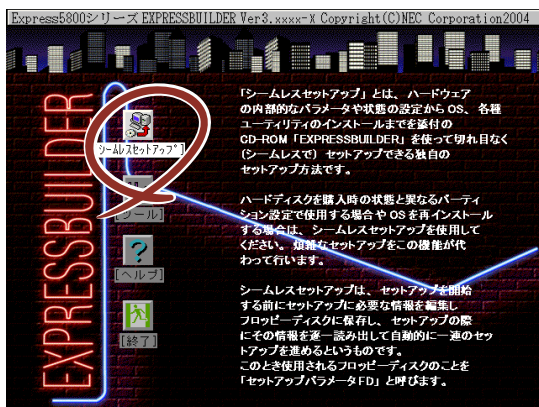 Express5800シリーズ EXPRESSBUILDER Ver3.xxxx-X Copyright(C)NEC Corporation2004
EXPRESSBUILDER
[シームレスセットアップ]
[ツール]
[ヘルプ]
[終了]
「シームレスセットアップ」とは、ハードウェア
の内部的なパラメータや状態の設定からOS、各種
ユーティリティのインストールまでを添付の
CD-ROM「EXPRESSBUILDER」を使って切れ目なく
(シームレスで)セットアップできる独自の
セットアップ方法です。
ハードディスクを購入時の状態と異なるパーティ
ション設定で使用する場合やOSを再インストール
する場合は、シームレスセットアップを使用して
ください。煩雑なセットアップをこの機能が代
わって行います。
シームレスセットアップは、セットアップを開始
する前にセットアップに必要な情報を編集し
フロッピーディスクに保存し、セットアップの際
にその情報を逐一読み出して自動的に一連のセッ
トアップを進めるというものです。
このとき使用されるフロッピーディスクのことを
「セットアップパラメータFD」と呼びます。